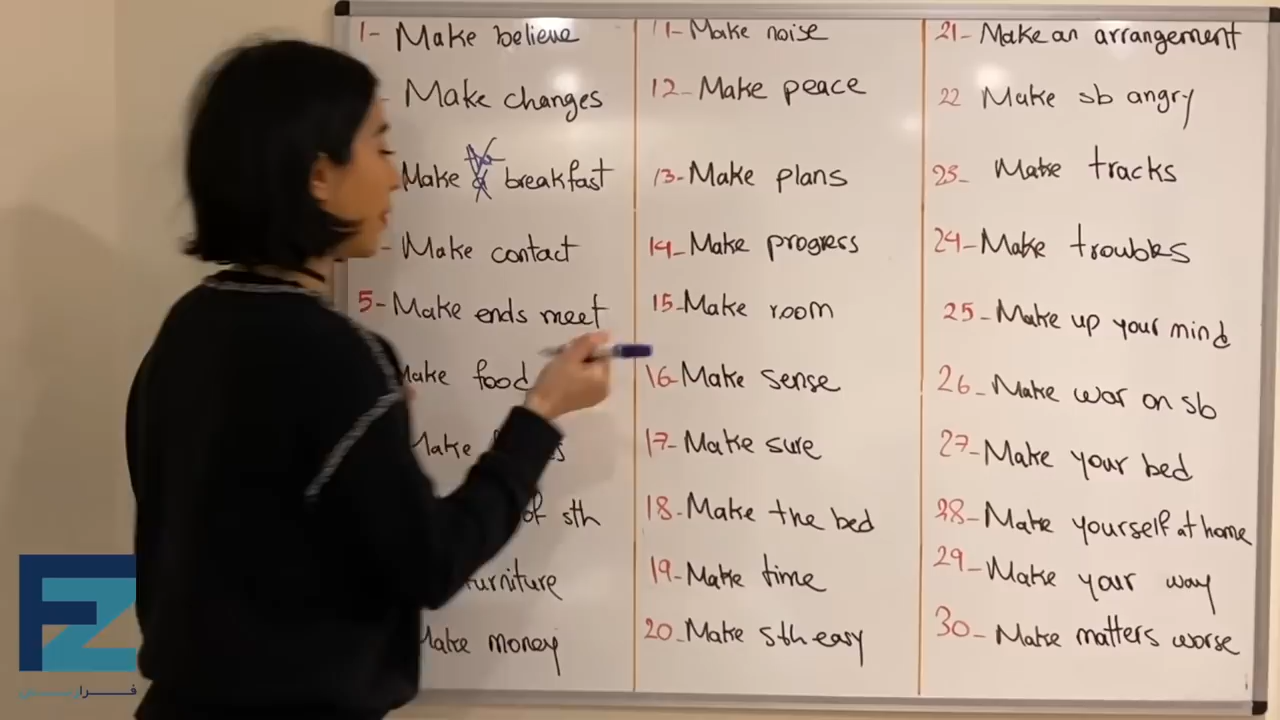 1- Make believe
Make changes
Make breakfast
Make contact
5- Make ends meet
Make food
Make
of sth
furniture
Make money
11- Make noise
12- Make peace
13- Make plans
14- Make progress
15- Make room
16- Make sense
17- Make sure
18- Make the bed
19- Make time
20- Make sth easy
21- Make an arrangement
22 Make sb angry
23- Make tracks
24- Make troubles
25- Make up your mind
26- Make war on sb
27- Make your bed
28- Make yourself at home
29- Make your way
30- Make matters worse
FZ